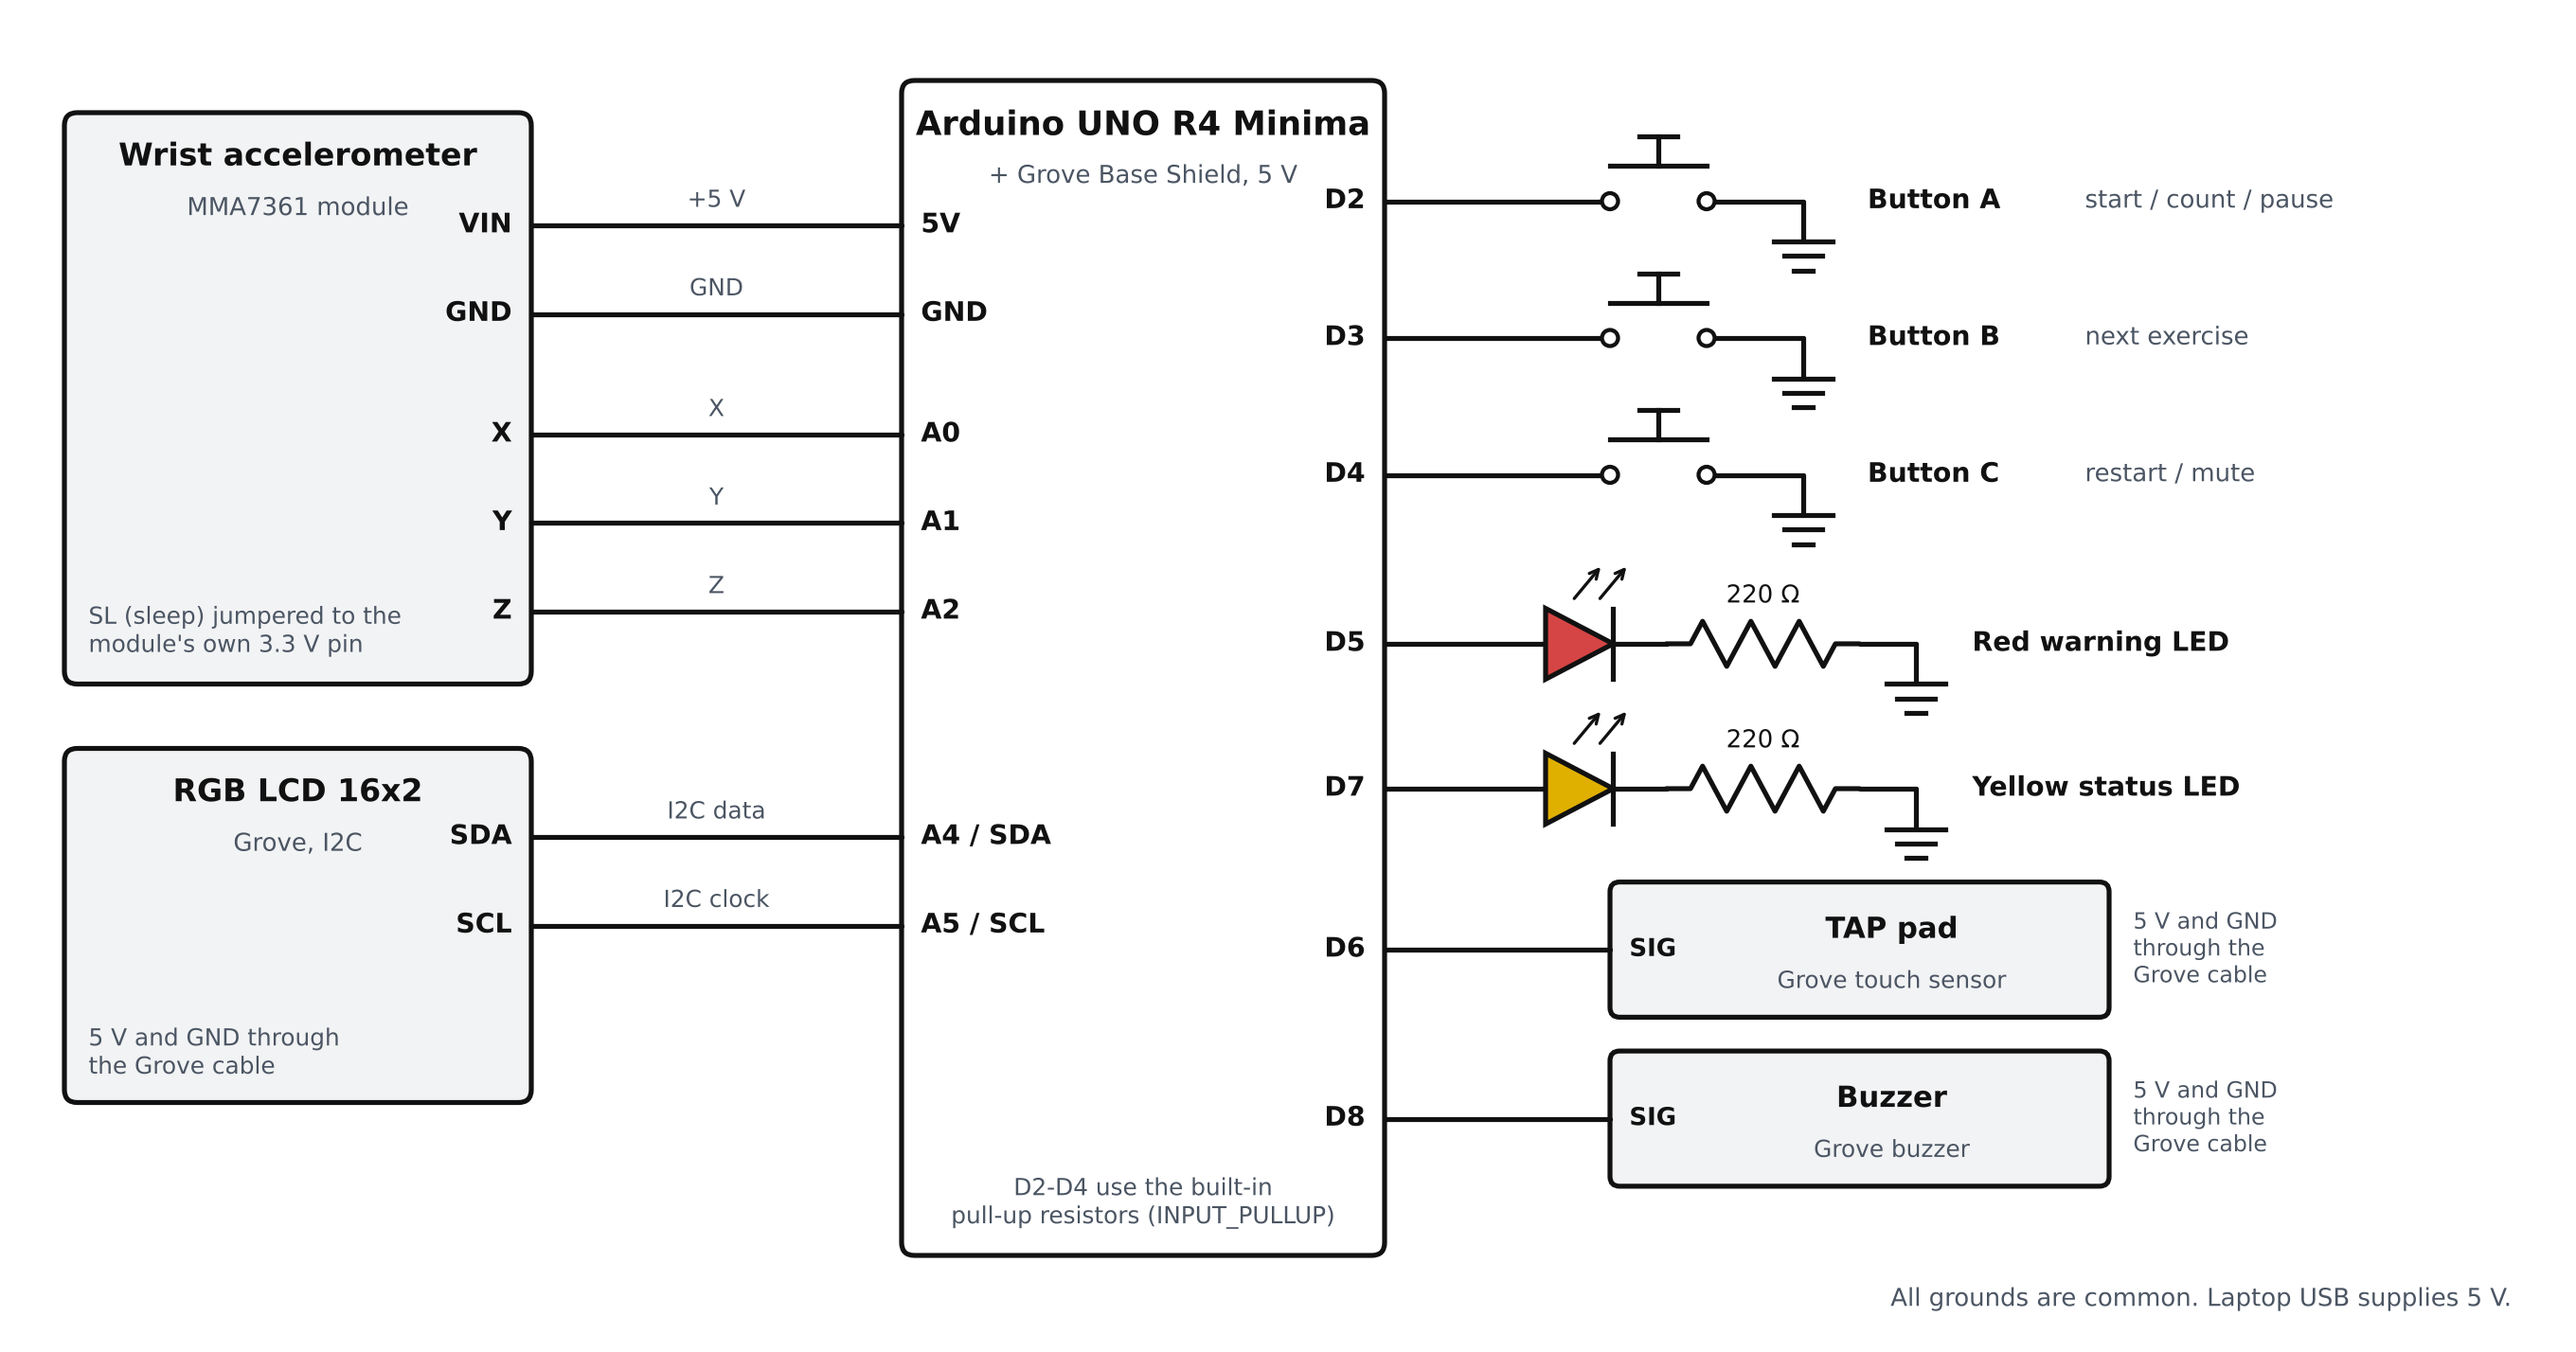 Wrist accelerometer
MMA7361 module
VIN
GND
X
Y
Z
SL (sleep) jumpered to the
module's own 3.3 V pin
+5 V
GND
X
Y
Z
RGB LCD 16x2
Grove, I2C
SDA
SCL
5 V and GND through
the Grove cable
I2C data
I2C clock
Arduino UNO R4 Minima
+ Grove Base Shield, 5 V
5V
GND
A0
A1
A2
A4 / SDA
A5 / SCL
D2
D3
D4
D5
D7
D6
D8
D2-D4 use the built-in
pull-up resistors (INPUT_PULLUP)
Button A start / count / pause
Button B next exercise
Button C restart / mute
220 Ω
Red warning LED
220 Ω
Yellow status LED
SIG
TAP pad
Grove touch sensor
5 V and GND
through the
Grove cable
SIG
Buzzer
Grove buzzer
5 V and GND
through the
Grove cable
All grounds are common. Laptop USB supplies 5 V.